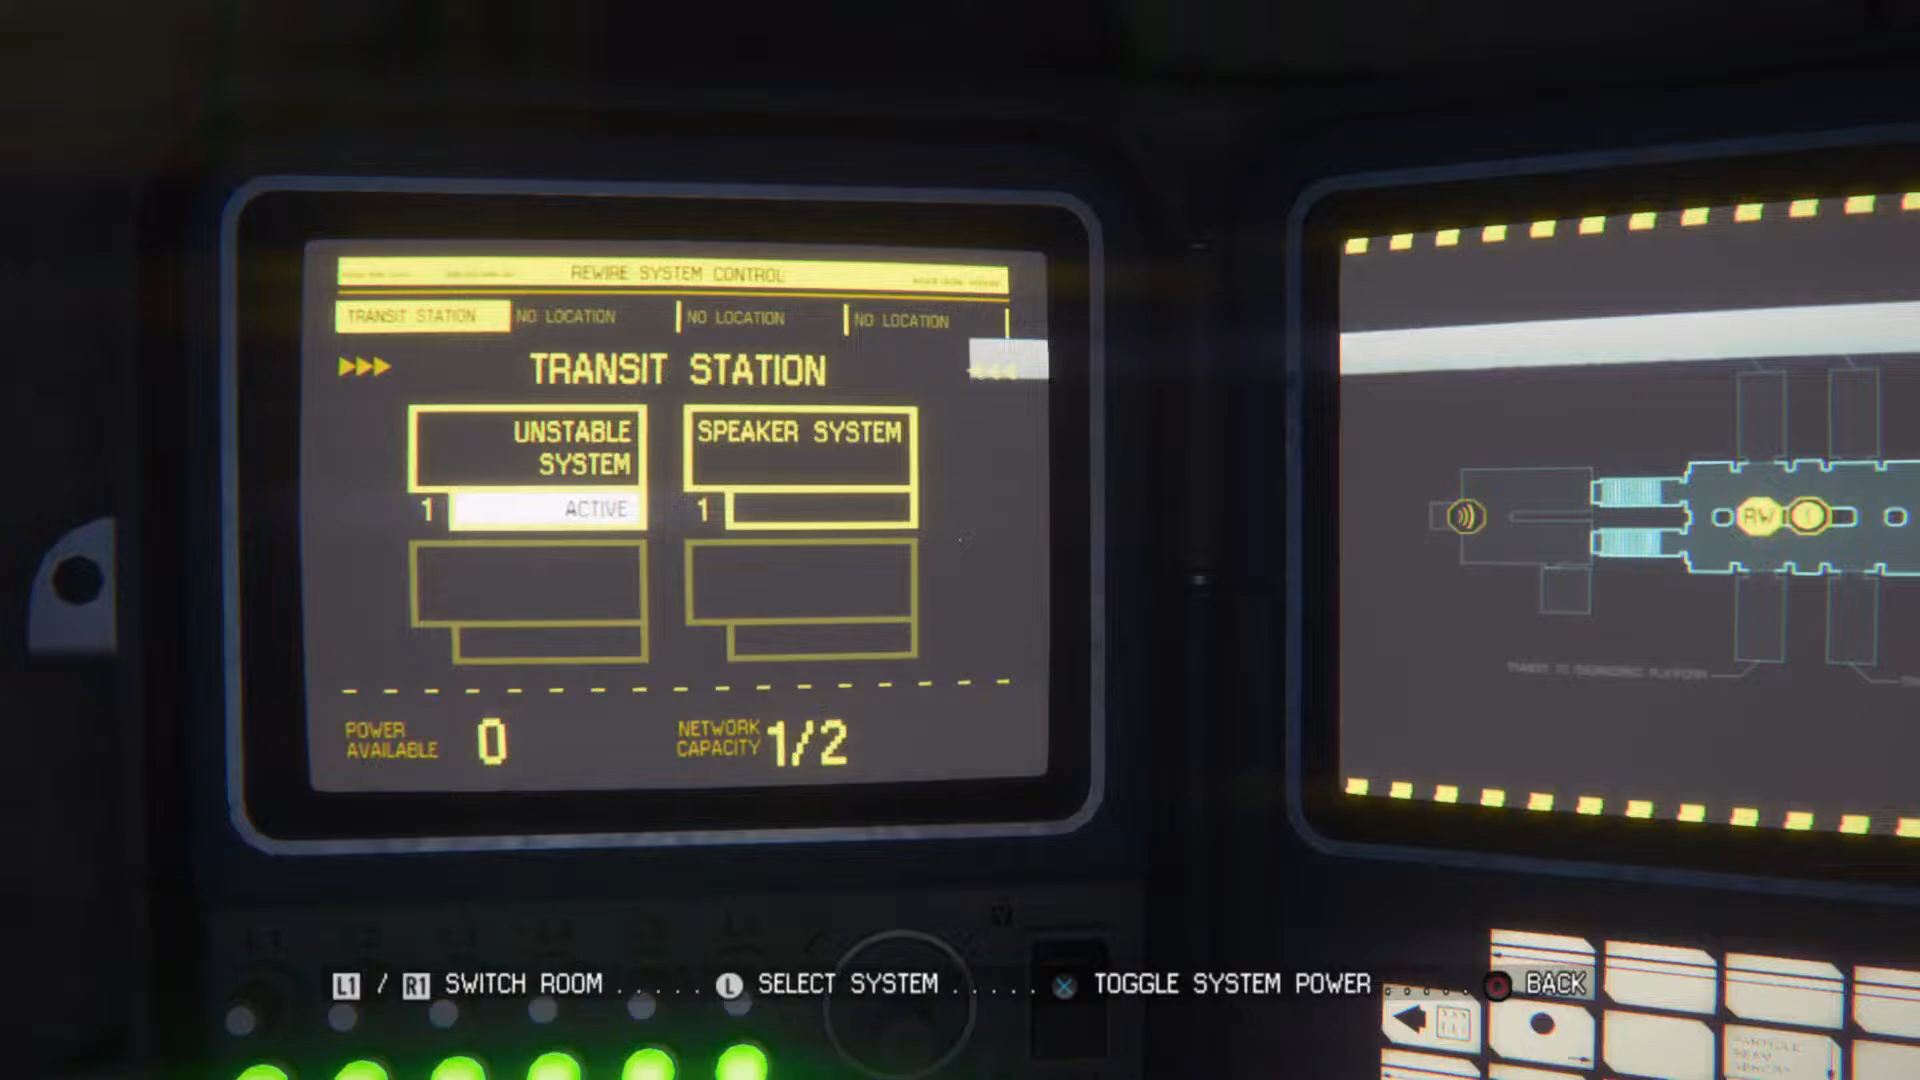 REWIRE SYSTEM CONTROL
TRANSIT STATION
NO LOCATION
NO LOCATION
NO LOCATION
TRANSIT STATION
UNSTABLE
SYSTEM
1 ACTIVE
SPEAKER SYSTEM
1
POWER
AVAILABLE
0
NETWORK
CAPACITY
1/2
RW
L1 / R1 SWITCH ROOM ..... L SELECT SYSTEM ...... TOGGLE SYSTEM POWER ..... BACK